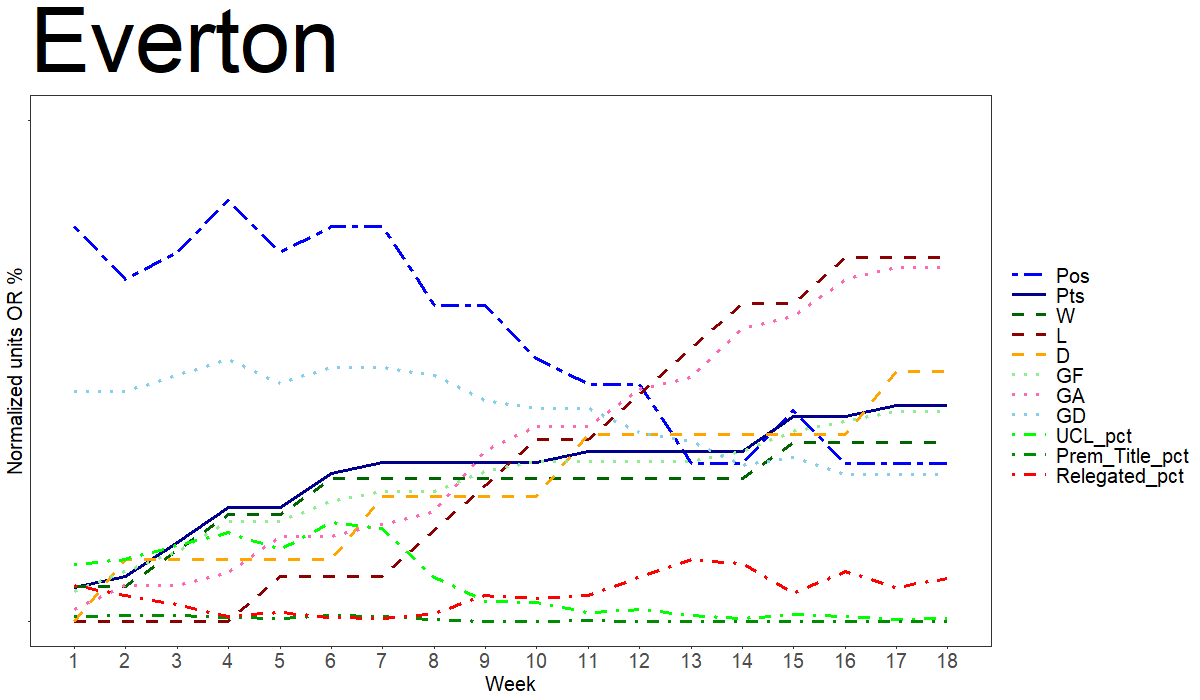 Everton
Normalized units OR %
1 2 3 4 5 6 7 8 9 10 11 12 13 14 15 16 17 18
Week
Pos
Pts
W
L
D
GF
GA
GD
UCL_pct
Prem_Title_pct
Relegated_pct